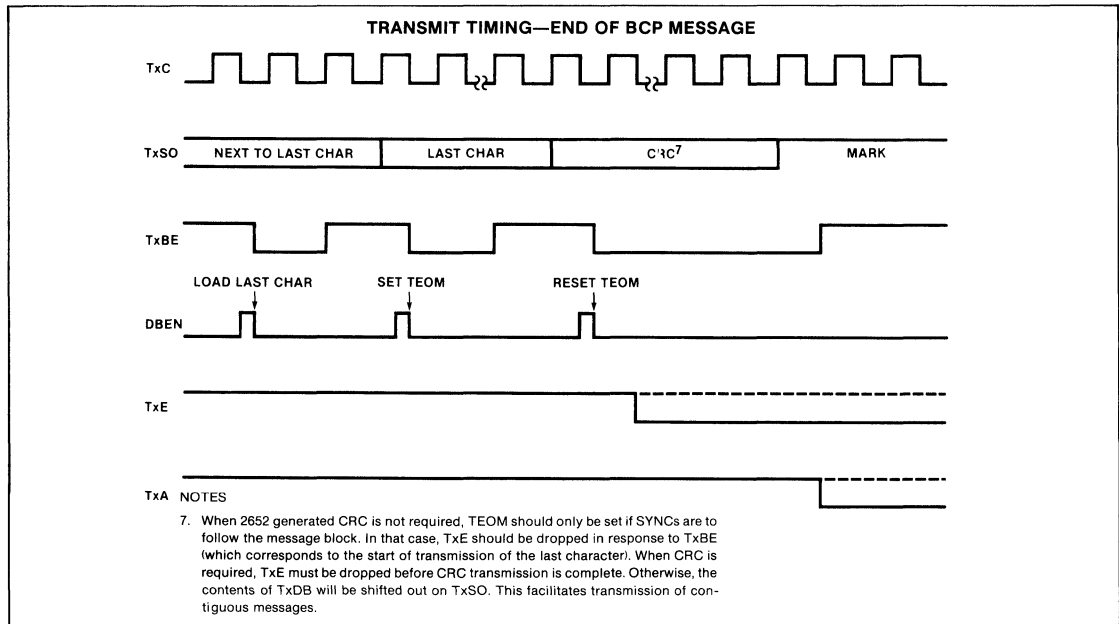 TRANSMIT TIMING—END OF BCP MESSAGE
TxC
TxSO NEXT TO LAST CHAR LAST CHAR CRC7 MARK
TxBE
LOAD LAST CHAR SET TEOM RESET TEOM
DBEN
TxE
TxA NOTES
7. When 2652 generated CRC is not required, TEOM should only be set if SYNCs are to
follow the message block. In that case, TxE should be dropped in response to TxBE
(which corresponds to the start of transmission of the last character). When CRC is
required, TxE must be dropped before CRC transmission is complete. Otherwise, the
contents of TxDB will be shifted out on TxSO. This facilitates transmission of con-
tiguous messages.